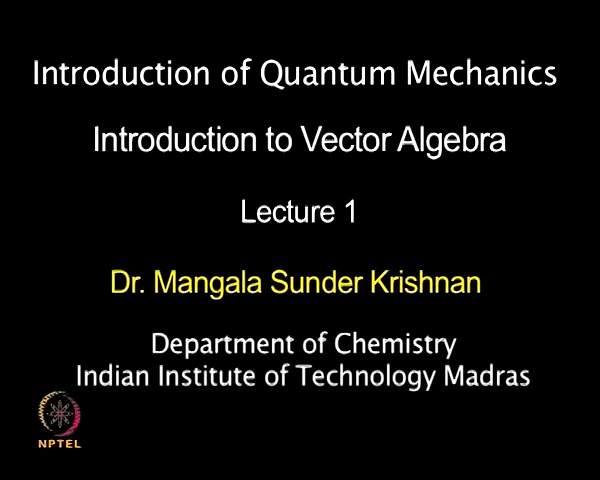 Introduction of Quantum Mechanics
Introduction to Vector Algebra
Lecture 1
Dr. Mangala Sunder Krishnan
Department of Chemistry
Indian Institute of Technology Madras
NPTEL